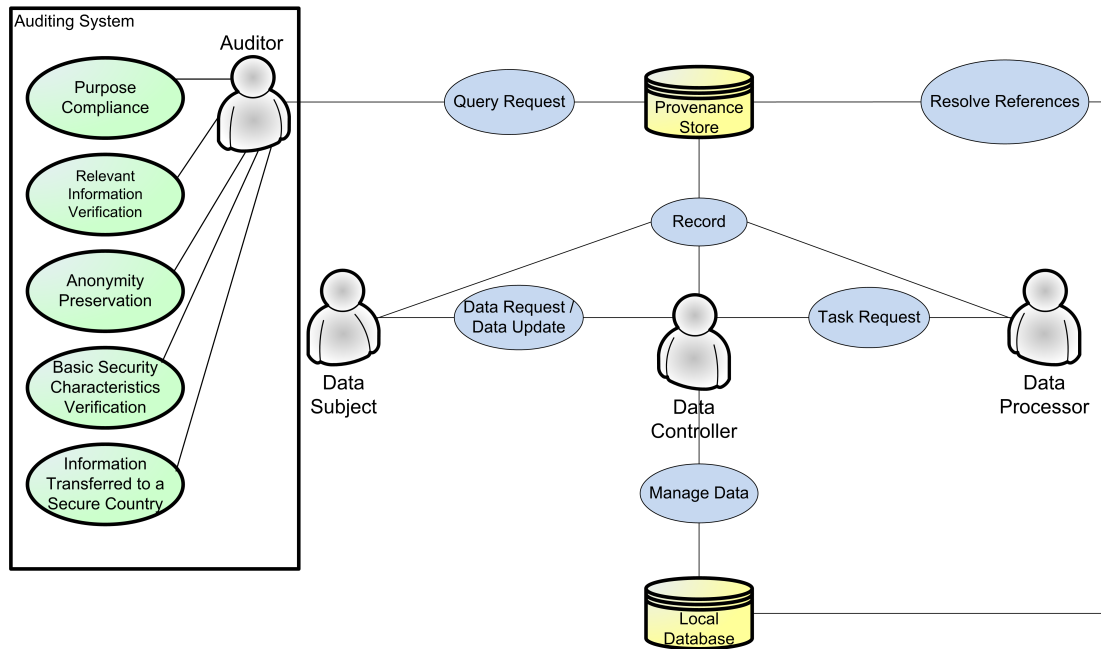 Auditing System
Auditor
Purpose
Compliance
Relevant
Information
Verification
Anonymity
Preservation
Basic Security
Characteristics
Verification
Information
Transferred to a
Secure Country
Query Request
Provenance
Store
Resolve References
Record
Data Request /
Data Update
Task Request
Data
Subject
Data
Controller
Data
Processor
Manage Data
Local
Database